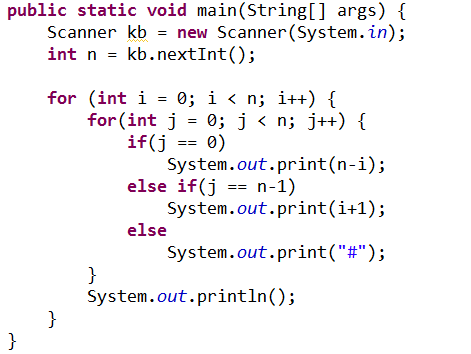 public static void main(String[] args) {
    Scanner kb = new Scanner(System.in);
    int n = kb.nextInt();

    for (int i = 0; i < n; i++) {
        for(int j = 0; j < n; j++) {
            if(j == 0)
                System.out.print(n-i);
            else if(j == n-1)
                System.out.print(i+1);
            else
                System.out.print("#");
        }
        System.out.println();
    }
}